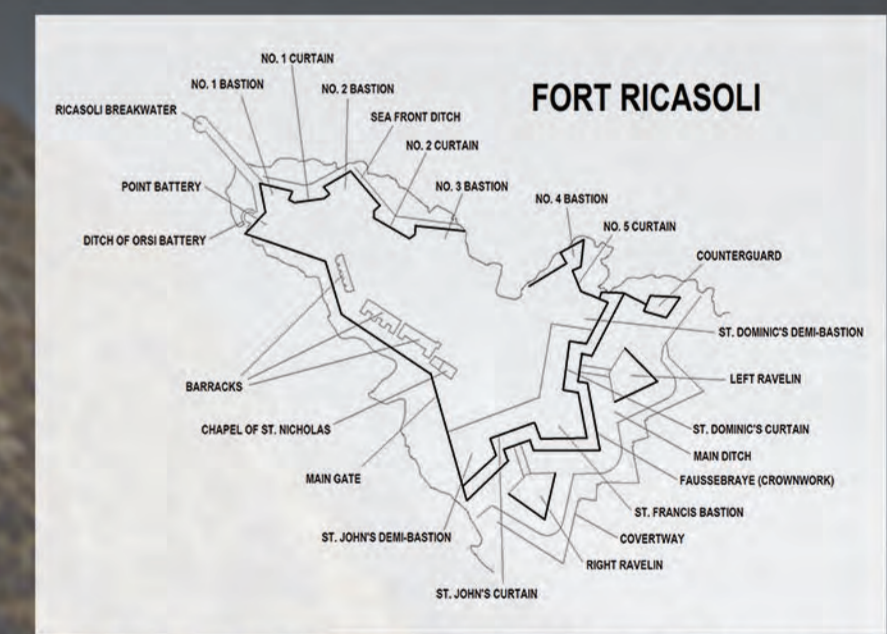 FORT RICASOLI
NO. 1 CURTAIN
NO. 1 BASTION
NO. 2 BASTION
RICASOLI BREAKWATER
SEA FRONT DITCH
NO. 2 CURTAIN
POINT BATTERY
NO. 3 BASTION
NO. 4 BASTION
DITCH OF ORSI BATTERY
NO. 5 CURTAIN
COUNTERGUARD
ST. DOMINIC'S DEMI-BASTION
LEFT RAVELIN
BARRACKS
CHAPEL OF ST. NICHOLAS
ST. DOMINIC'S CURTAIN
MAIN DITCH
MAIN GATE
FAUSSEBRAYE (CROWNWORK)
ST. FRANCIS BASTION
ST. JOHN'S DEMI-BASTION
COVERTWAY
RIGHT RAVELIN
ST. JOHN'S CURTAIN